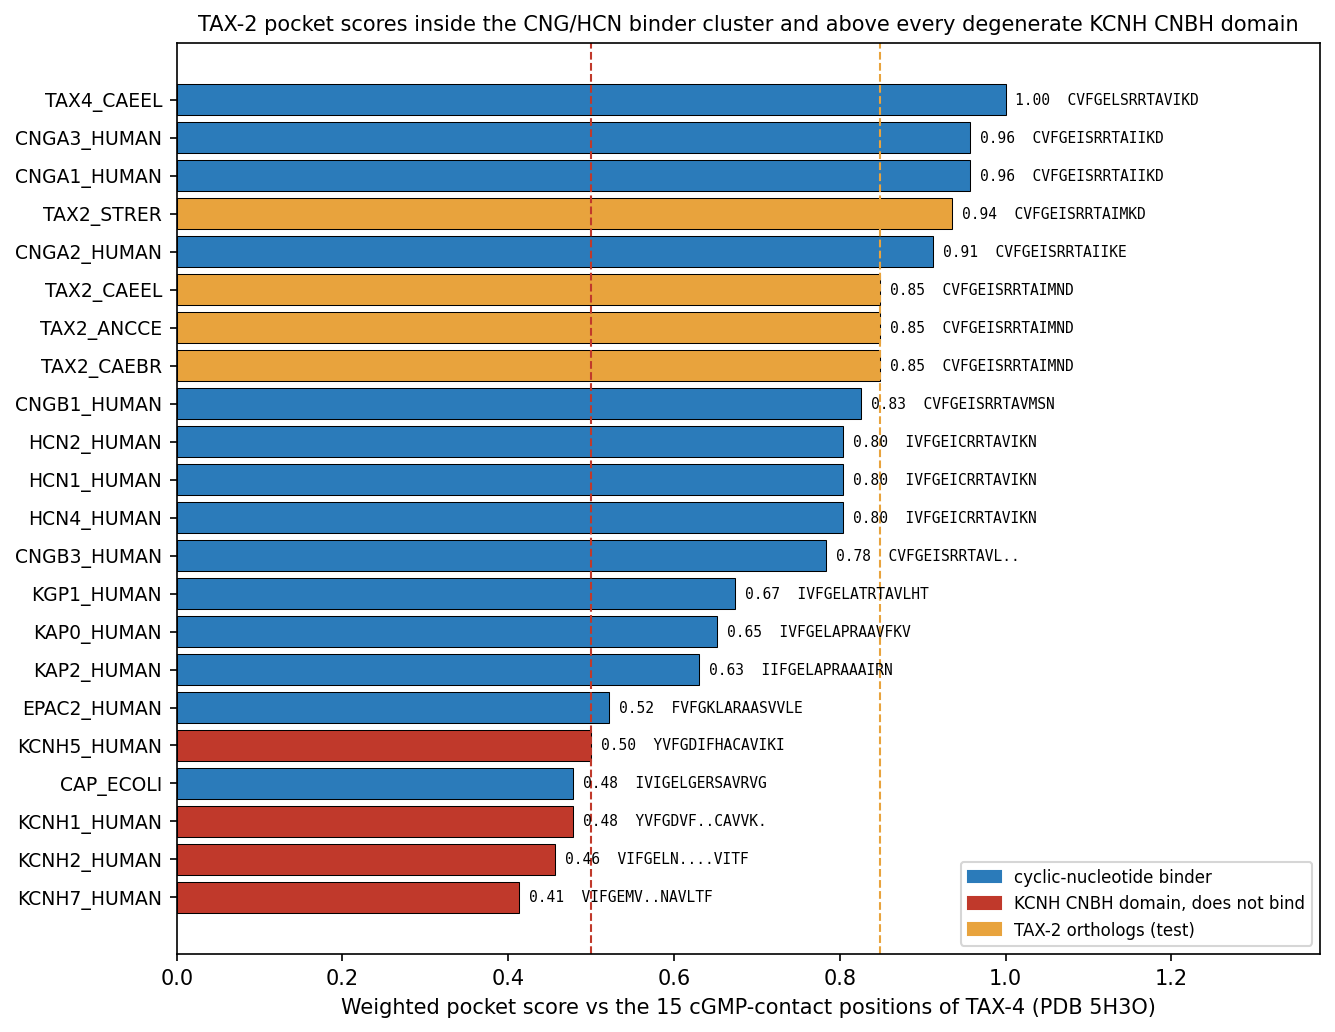 TAX-2 pocket scores inside the CNG/HCN binder cluster and above every degenerate KCNH CNBH domain
TAX4_CAEEL 1.00 CVFGELSRRTAVIKD
CNGA3_HUMAN 0.96 CVFGEISRRTAIIKD
CNGA1_HUMAN 0.96 CVFGEISRRTAIIKD
TAX2_STRER 0.94 CVFGEISRRTAIMKD
CNGA2_HUMAN 0.91 CVFGEISRRTAIIKE
TAX2_CAEEL 0.85 CVFGEISRRTAIMND
TAX2_ANCCE 0.85 CVFGEISRRTAIMND
TAX2_CAEBR 0.85 CVFGEISRRTAIMND
CNGB1_HUMAN 0.83 CVFGEISRRTAVMSN
HCN2_HUMAN 0.80 IVFGEICRRTAVIKN
HCN1_HUMAN 0.80 IVFGEICRRTAVIKN
HCN4_HUMAN 0.80 IVFGEICRRTAVIKN
CNGB3_HUMAN 0.78 CVFGEISRRTAVL..
KGP1_HUMAN 0.67 IVFGELATRTAVLHT
KAP0_HUMAN 0.65 IVFGELAPRAAVFKV
KAP2_HUMAN 0.63 IIFGELAPRAAAIRN
EPAC2_HUMAN 0.52 FVFGKLARAASVVLE
KCNH5_HUMAN 0.50 YVFGDIFHACAVIKI
CAP_ECOLI 0.48 IVIGELGERSAVRVG
KCNH1_HUMAN 0.48 YVFGDVF..CAVVK.
KCNH2_HUMAN 0.46 VIFGELN....VITF
KCNH7_HUMAN 0.41 VIFGEMV..NAVLTF
cyclic-nucleotide binder
KCNH CNBH domain, does not bind
TAX-2 orthologs (test)
0.0 0.2 0.4 0.6 0.8 1.0 1.2
Weighted pocket score vs the 15 cGMP-contact positions of TAX-4 (PDB 5H3O)